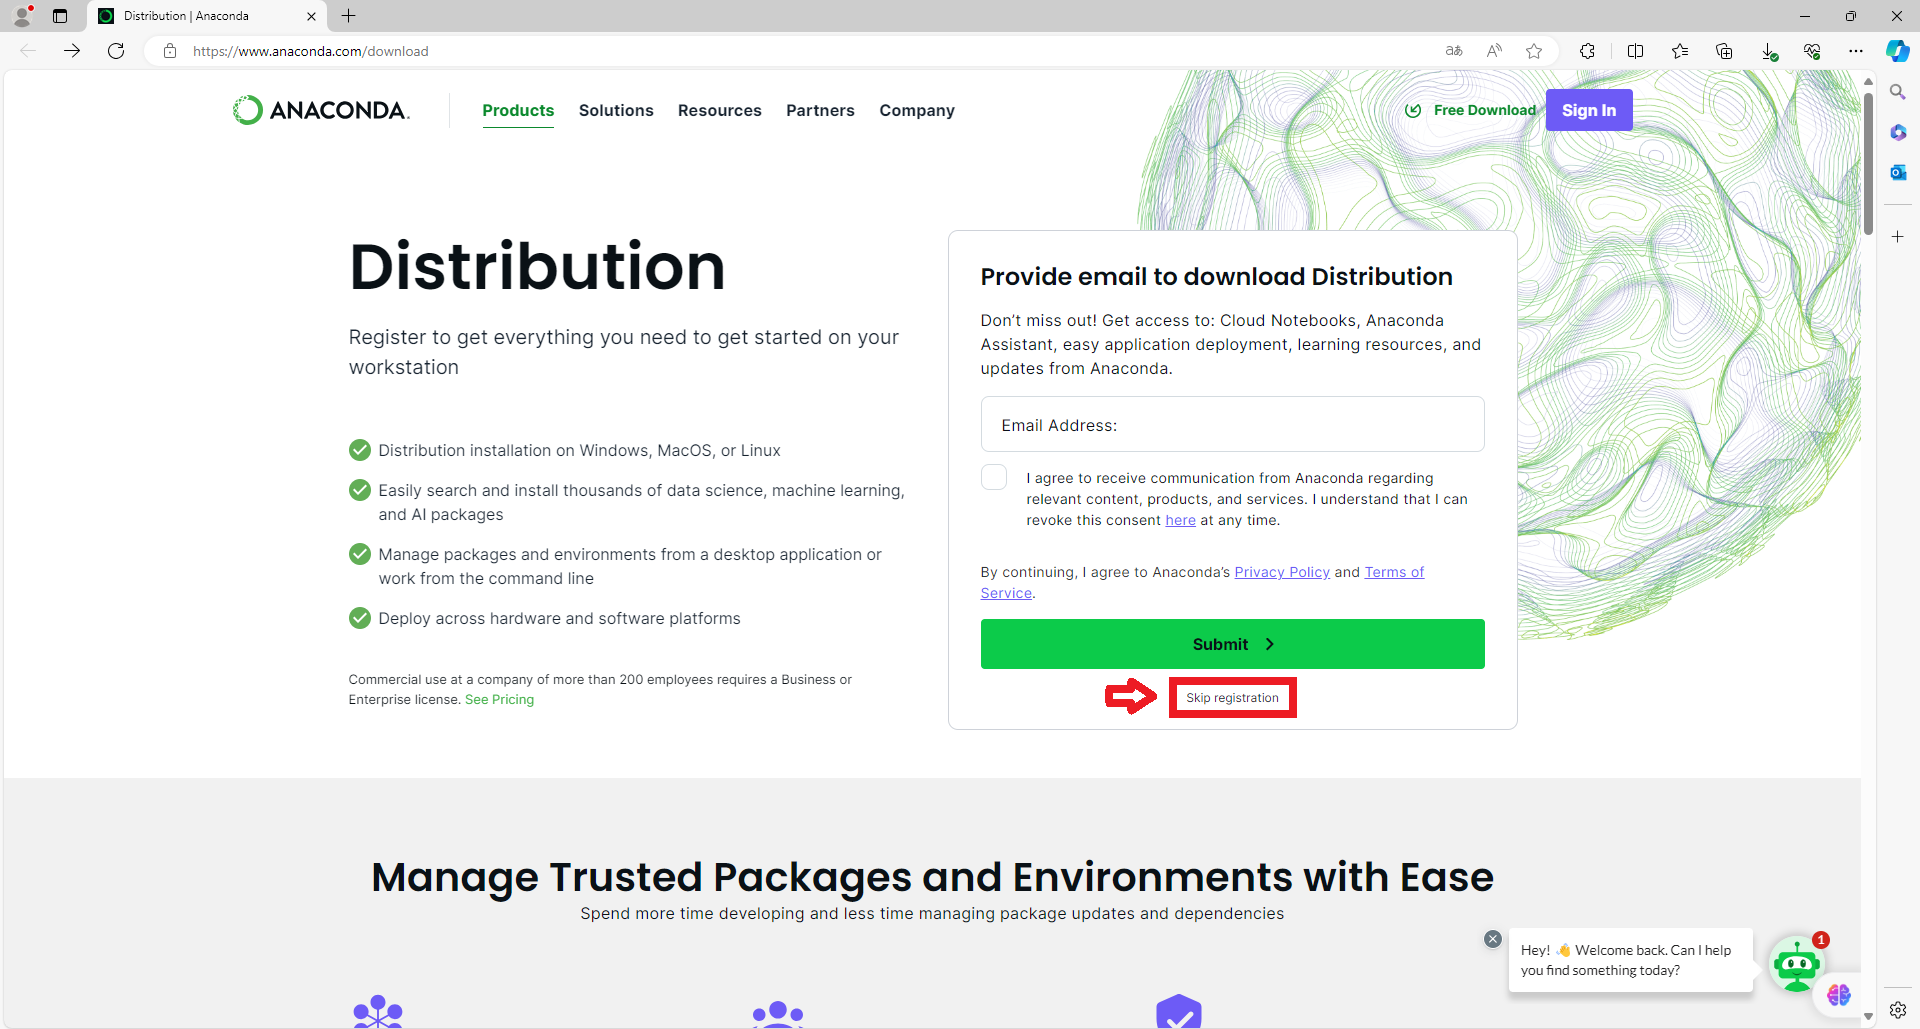 Distribution | Anaconda
https://www.anaconda.com/download
ANACONDA.
Products
Solutions
Resources
Partners
Company
Free Download
Sign In
Distribution
Register to get everything you need to get started on your
workstation
Distribution installation on Windows, MacOS, or Linux
Easily search and install thousands of data science, machine learning,
and AI packages
Manage packages and environments from a desktop application or
work from the command line
Deploy across hardware and software platforms
Commercial use at a company of more than 200 employees requires a Business or
Enterprise license. See Pricing
Provide email to download Distribution
Don’t miss out! Get access to: Cloud Notebooks, Anaconda
Assistant, easy application deployment, learning resources, and
updates from Anaconda.
Email Address:
I agree to receive communication from Anaconda regarding
relevant content, products, and services. I understand that I can
revoke this consent here at any time.
By continuing, I agree to Anaconda’s Privacy Policy and Terms of
Service.
Submit
Skip registration
Manage Trusted Packages and Environments with Ease
Spend more time developing and less time managing package updates and dependencies
Hey! 👋 Welcome back. Can I help
you find something today?
1